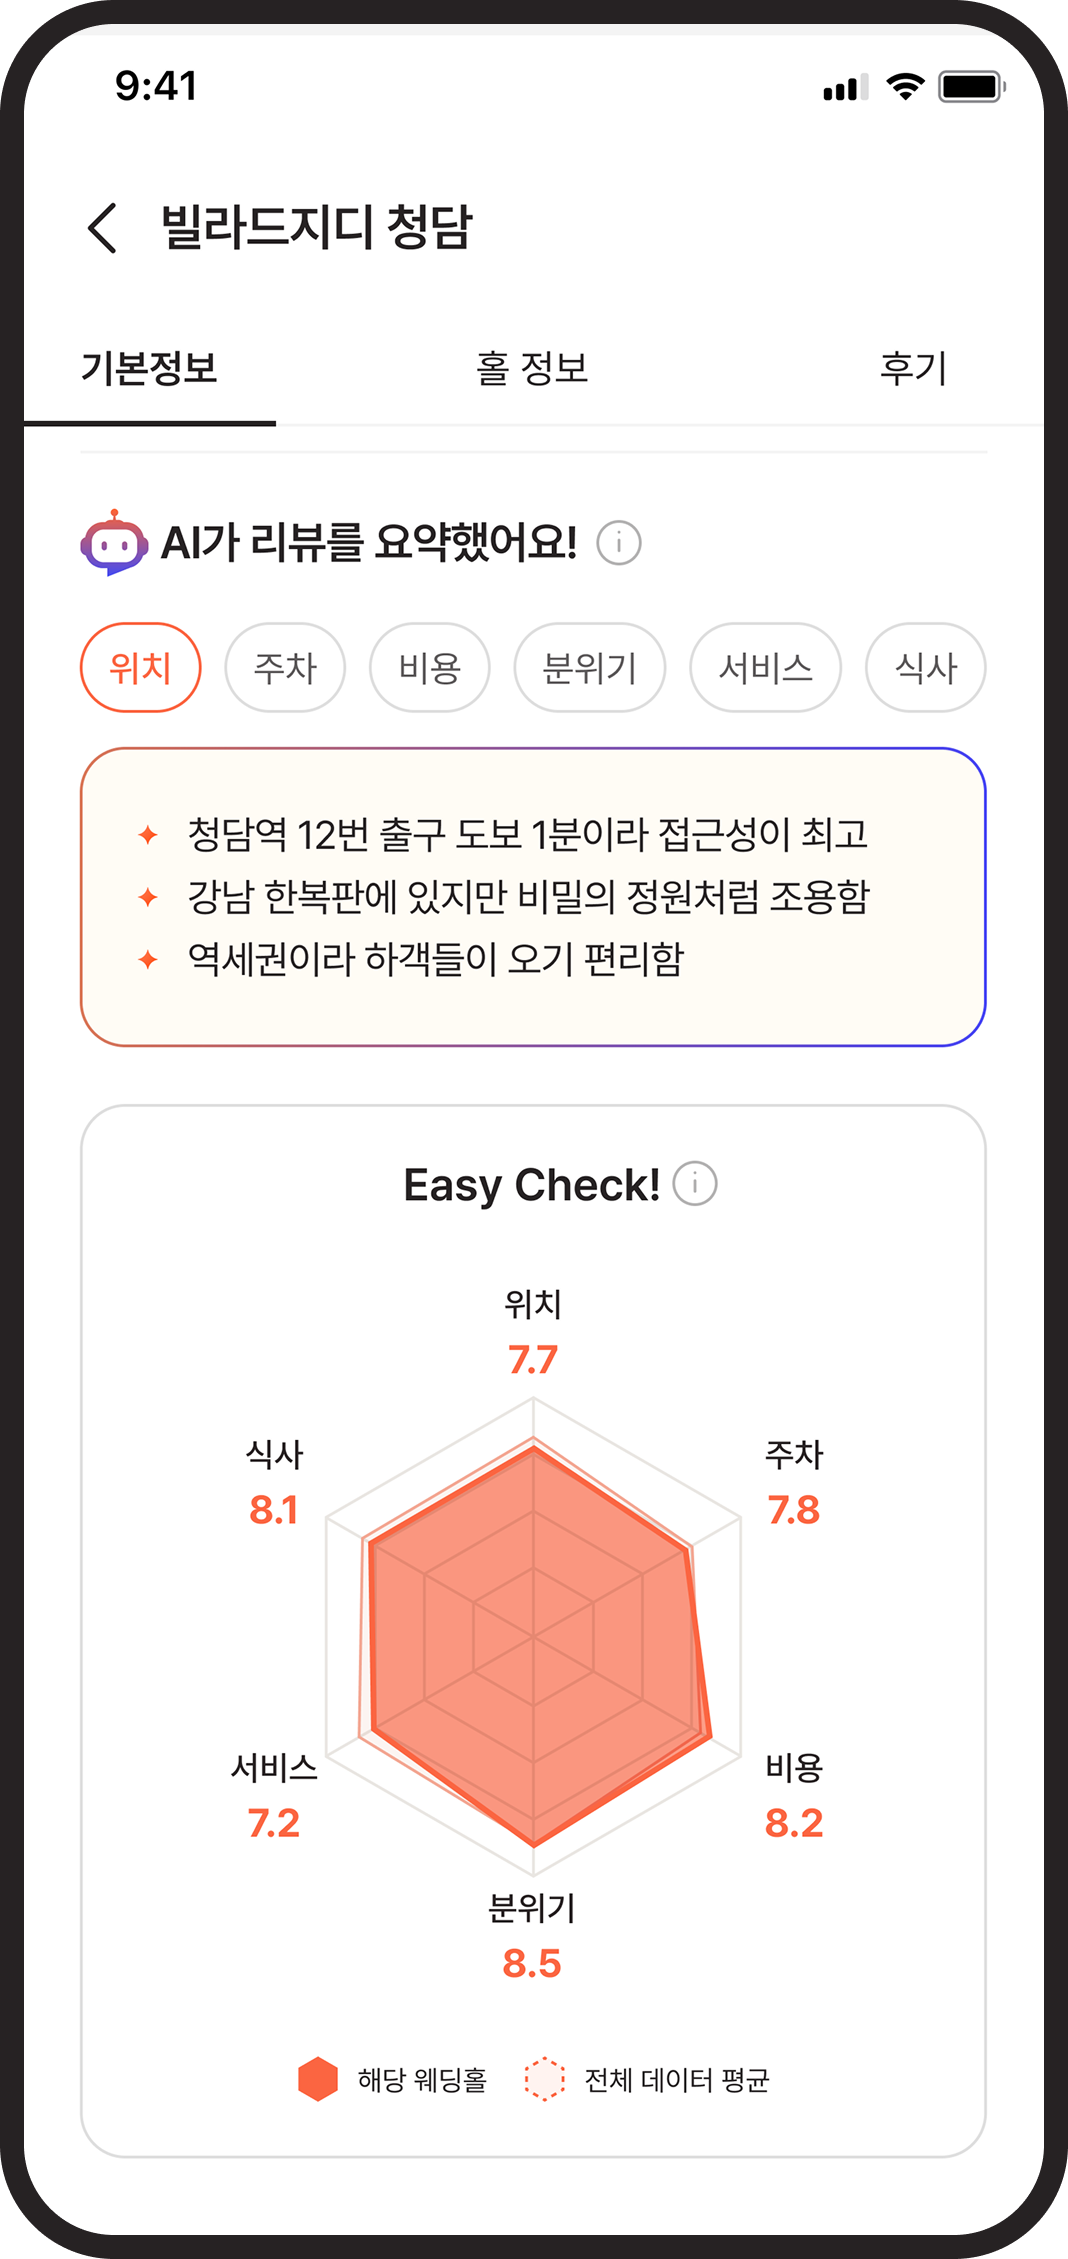 9:41
빌라드지디 청담
기본정보 홀 정보 후기
AI가 리뷰를 요약했어요!
위치 주차 비용 분위기 서비스 식사
청담역 12번 출구 도보 1분이라 접근성이 최고
강남 한복판에 있지만 비밀의 정원처럼 조용함
역세권이라 하객들이 오기 편리함
Easy Check!
위치
7.7
식사 주차
8.1 7.8
서비스 비용
7.2 8.2
분위기
8.5
해당 웨딩홀 전체 데이터 평균